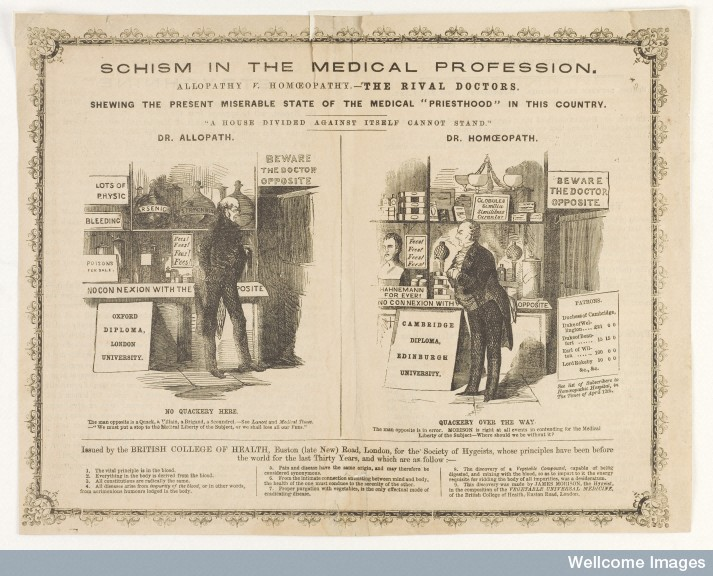 SCHISM IN THE MEDICAL PROFESSION.
ALLOPATHY V. HOMŒOPATHY.—THE RIVAL DOCTORS.
SHEWING THE PRESENT MISERABLE STATE OF THE MEDICAL "PRIESTHOOD" IN THIS COUNTRY.
"A HOUSE DIVIDED AGAINST ITSELF CANNOT STAND."
DR. ALLOPATH.
LOTS OF
PHYSIC
BLEEDING
POISONS
FOR SALE.
ARSENIC
STRYCHNINE
Fees!
Fees!
Fees!
Fees!
BEWARE
THE DOCTOR
OPPOSITE
NO CONNEXION WITH THE OPPOSITE
OXFORD
DIPLOMA,
LONDON
UNIVERSITY.
NO QUACKERY HERE.
The man opposite is a Quack, a Villain, a Brigand, a Scoundrel.—See Lancet and Medical Times.
—We must put a stop to this Medical Liberty of the Subject, or we shall lose all our Fees."
DR. HOMŒOPATH.
GLOBULES
Similia
Similibus
Curantur.
Fees!
Fees!
Fees!
Fees!
BEWARE
THE DOCTOR
OPPOSITE
HAHNEMANN
FOR EVER!
NO CONNEXION WITH OPPOSITE
CAMBRIDGE
DIPLOMA,
EDINBURGH
UNIVERSITY.
PATRONS.
Duchess of Cambridge,
Duke of Wel-
lington
Duke of Beau-
fort
Earl of Wil-
ton
Lord Robert
&c., &c.
See list of Subscribers to
Homœopathic Hospital, in
The Times of April 13th.
QUACKERY OVER THE WAY.
The man opposite is in error. MORISON is right at all events in contending for the Medical
Liberty of the Subject—Where should we be without it?
Issued by the BRITISH COLLEGE OF HEALTH, Euston (late New) Road, London, for the Society of Hygeists, whose principles have been before
the world for the last Thirty Years, and which are as follow:—
1. The vital principle is in the blood.
2. Everything in the body is derived from the blood.
3. All constitutions are radically the same.
4. All diseases arise from impurity of the blood, or in other words,
from acrimonious humours lodged in the body.
5. Pain and disease have the same origin, and may therefore be
considered synonymous.
6. From the intimate connection subsisting between mind and body,
the health of the one must conduce to the serenity of the other.
7. Proper purgation with vegetables, is the only effectual mode of
eradicating disease.
8. The discovery of a Vegetable Compound, capable of being
digested, and mixing with the blood, so as to impart to it the energy
requisite for ridding the body of all impurities, was a desideratum.
9. This discovery was made by JAMES MORISON, the Hygeist,
in the composition of the VEGETABLE UNIVERSAL MEDICINE,
of the British College of Health, Euston Road, London.
Wellcome Images